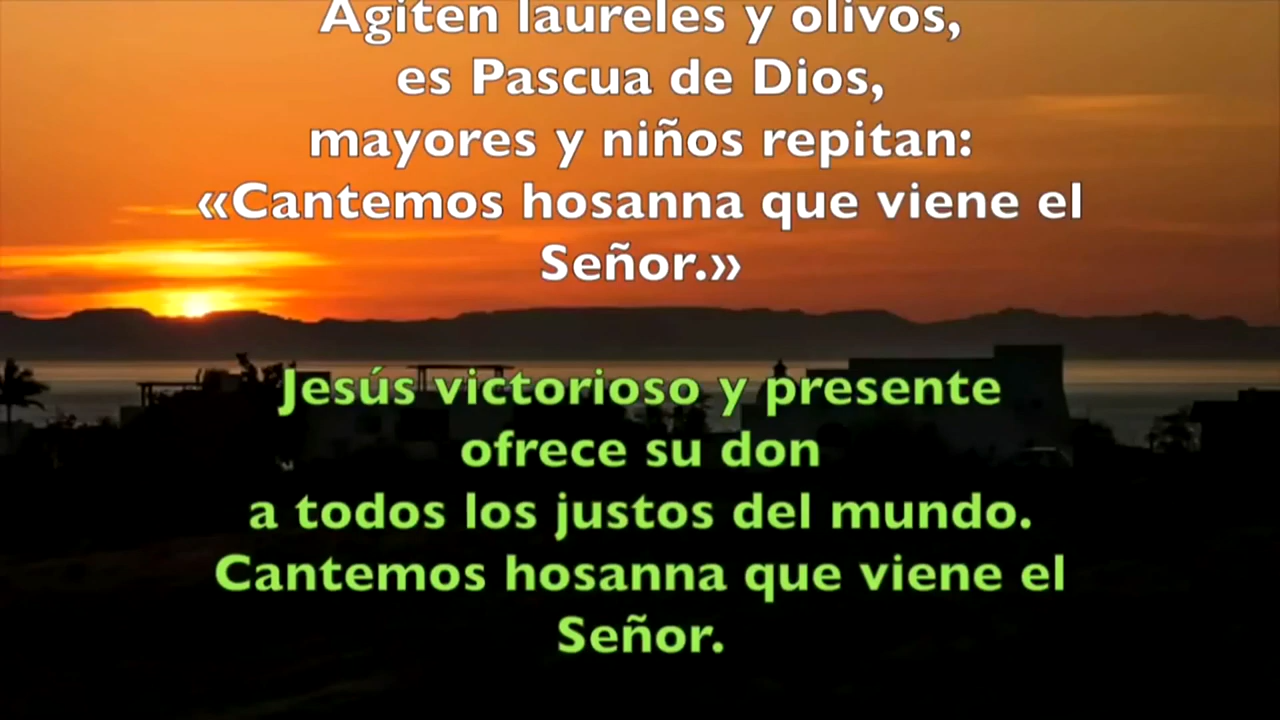 Agiten laureles y olivos,
es Pascua de Dios,
mayores y niños repitan:
«Cantemos hosanna que viene el
Señor.»
Jesús victorioso y presente
ofrece su don
a todos los justos del mundo.
Cantemos hosanna que viene el
Señor.